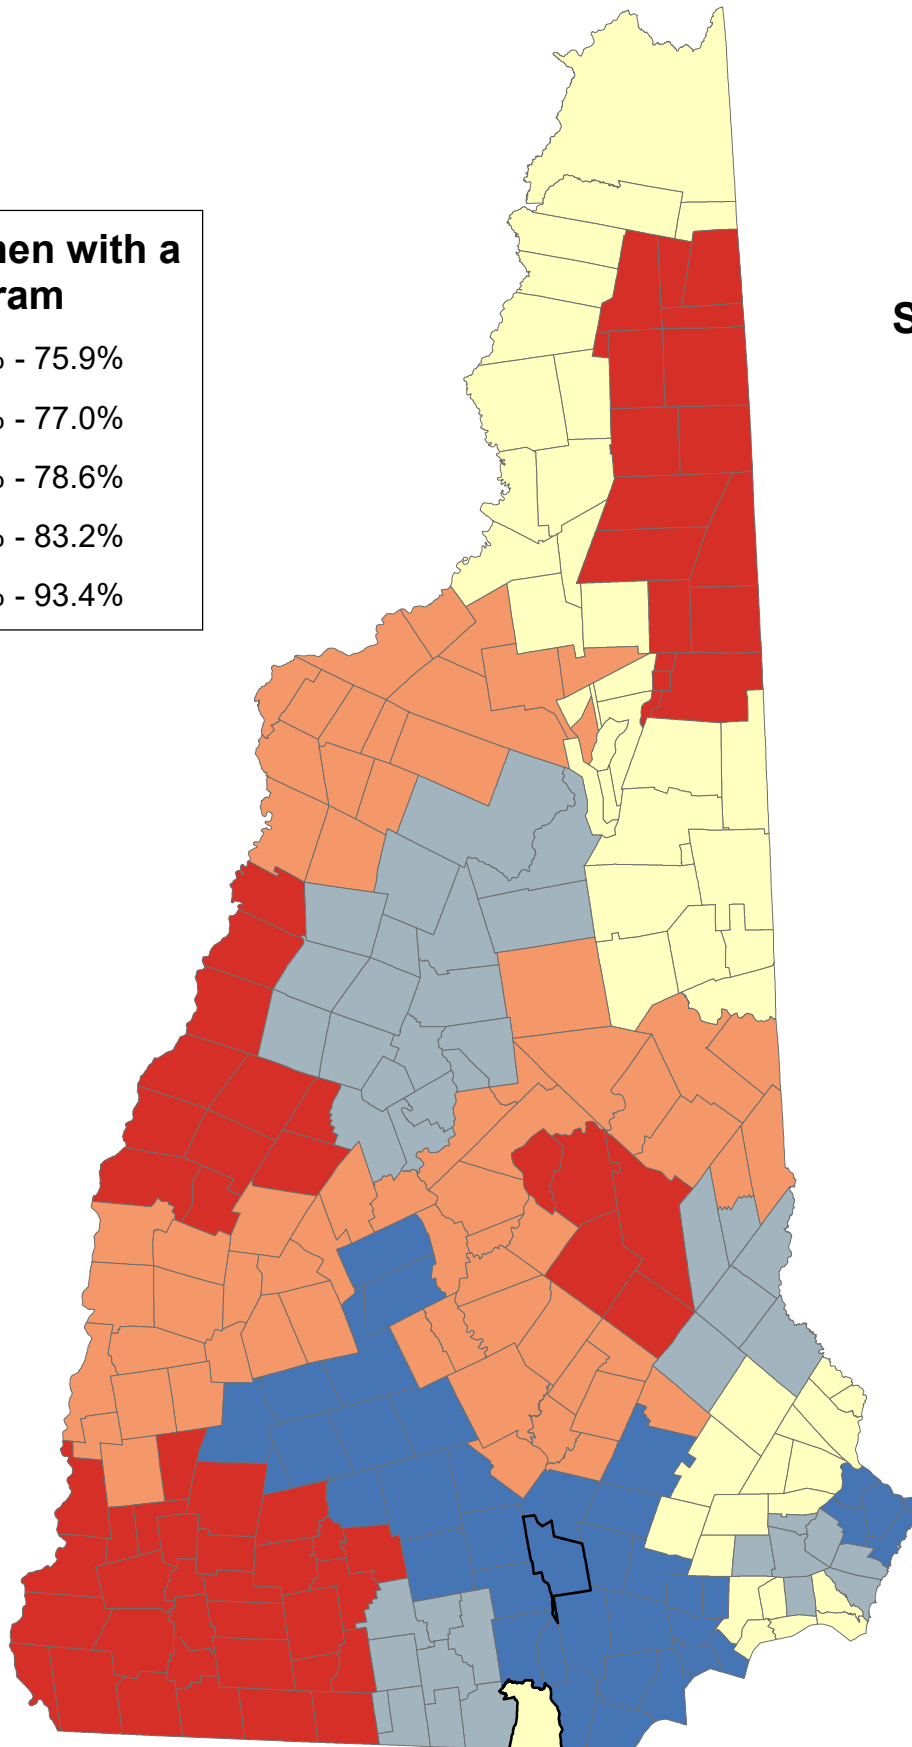 hen with a
ram
% - 75.9%
% - 77.0%
% - 78.6%
% - 83.2%
% - 93.4%
S